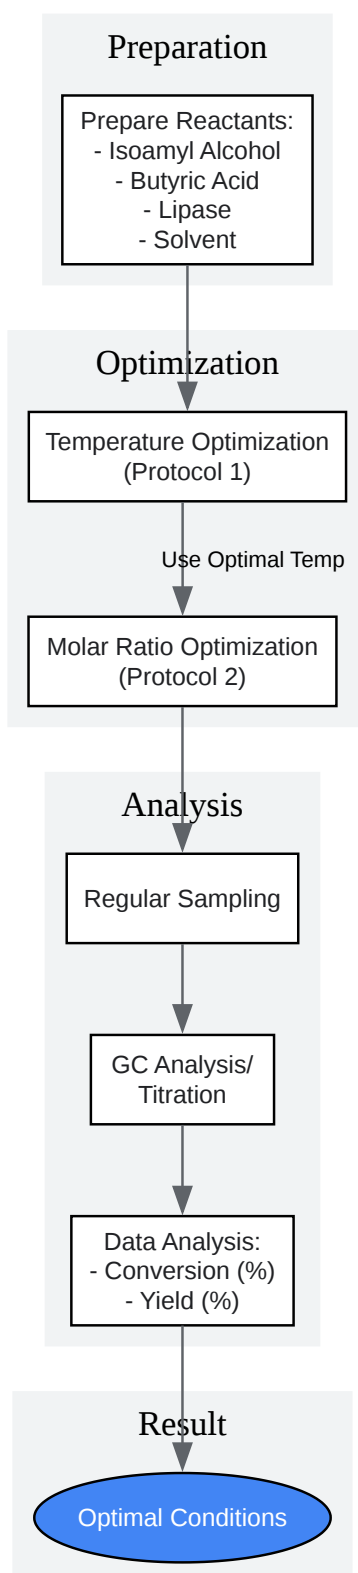 Preparation
Prepare Reactants:
- Isoamyl Alcohol
- Butyric Acid
- Lipase
- Solvent
Optimization
Temperature Optimization
(Protocol 1)
Use Optimal Temp
Molar Ratio Optimization
(Protocol 2)
Analysis
Regular Sampling
GC Analysis/
Titration
Data Analysis:
- Conversion (%)
- Yield (%)
Result
Optimal Conditions